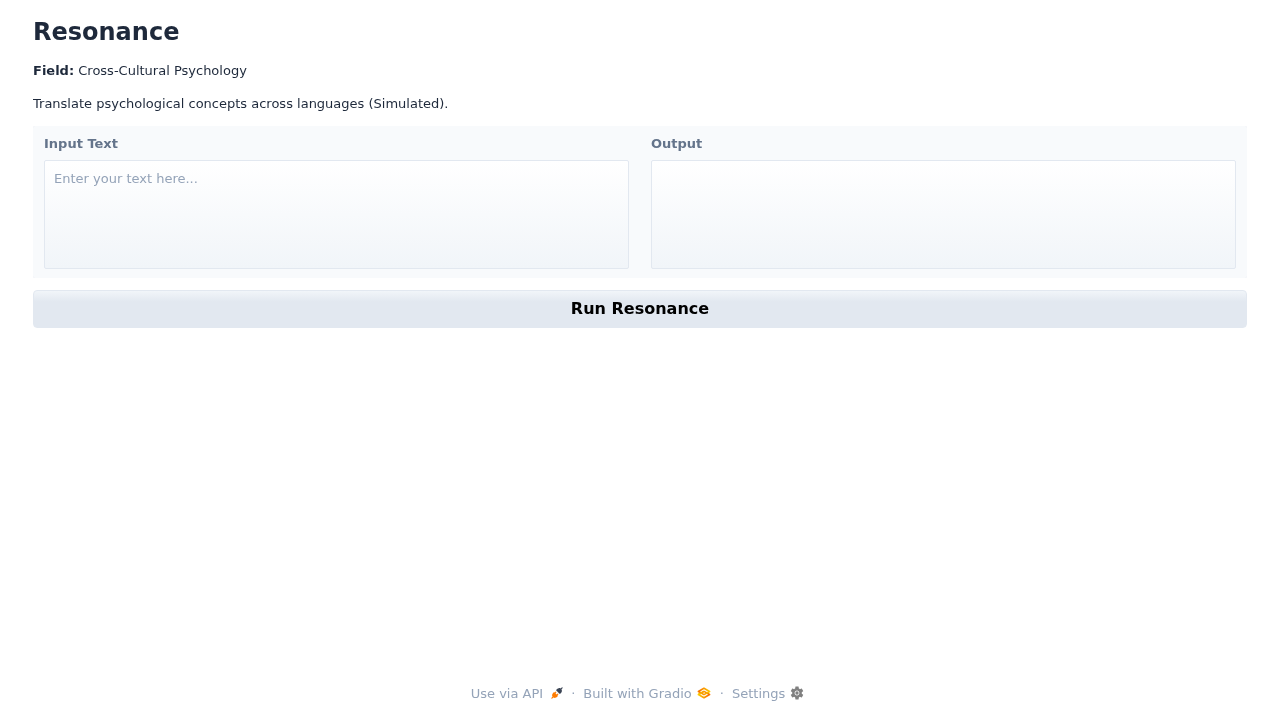 Resonance
Field: Cross-Cultural Psychology
Translate psychological concepts across languages (Simulated).
Input Text
Enter your text here...
Output
Run Resonance
Use via API · Built with Gradio · Settings